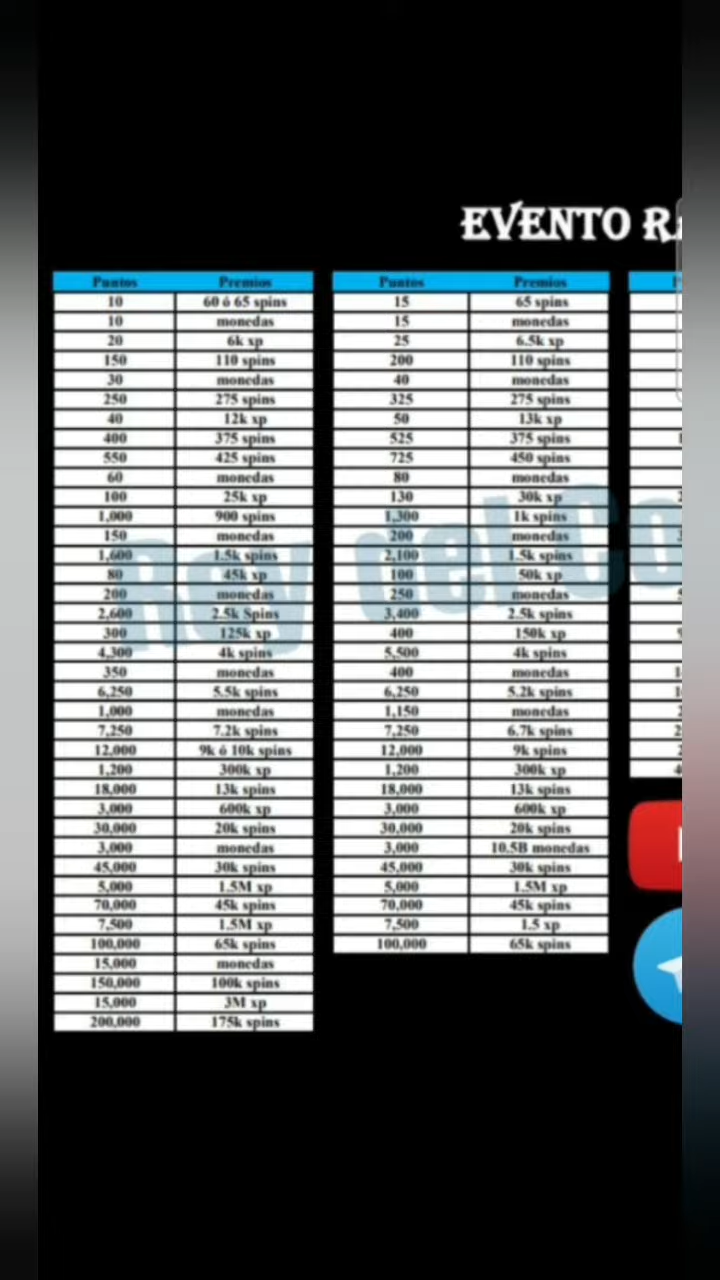 EVENTO RA
Puntos Premios
10 60 ó 65 spins
10 monedas
20 6k xp
150 110 spins
30 monedas
250 275 spins
40 12k xp
400 375 spins
550 425 spins
60 monedas
100 25k xp
1,000 900 spins
150 monedas
1,600 1.5k spins
80 45k xp
200 monedas
2,600 2.5k Spins
300 125k xp
4,300 4k spins
350 monedas
6,250 5.5k spins
1,000 monedas
7,250 7.2k spins
12,000 9k ó 10k spins
1,200 300k xp
18,000 13k spins
3,000 600k xp
30,000 20k spins
3,000 monedas
45,000 30k spins
5,000 1.5M xp
70,000 45k spins
7,500 1.5M xp
100,000 65k spins
15,000 monedas
150,000 100k spins
15,000 3M xp
200,000 175k spins
Puntos Premios
15 65 spins
15 monedas
25 6.5k xp
200 110 spins
40 monedas
325 275 spins
50 13k xp
525 375 spins
725 450 spins
80 monedas
130 30k xp
1,300 1k spins
200 monedas
2,100 1.5k spins
100 50k xp
250 monedas
3,400 2.5k spins
400 150k xp
5,500 4k spins
400 monedas
6,250 5.2k spins
1,150 monedas
7,250 6.7k spins
12,000 9k spins
1,200 300k xp
18,000 13k spins
3,000 600k xp
30,000 20k spins
3,000 10.5B monedas
45,000 30k spins
5,000 1.5M xp
70,000 45k spins
7,500 1.5 xp
100,000 65k spins